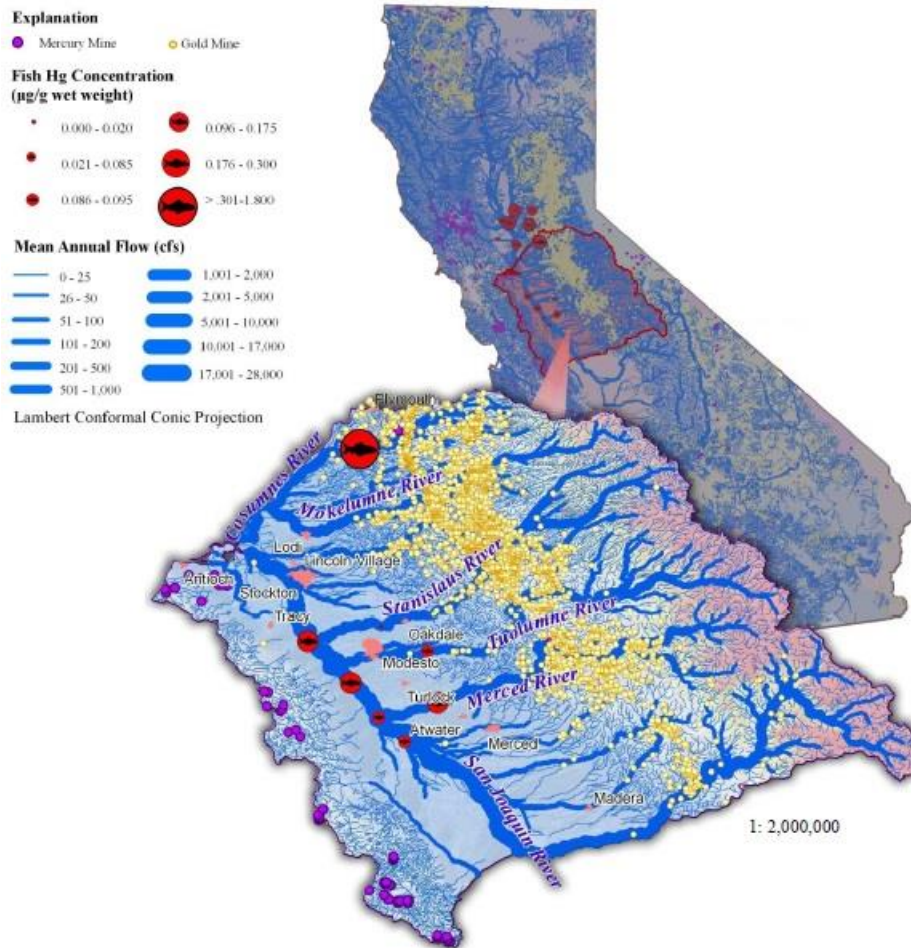 Explanation
Mercury Mine
Gold Mine
Fish Hg Concentration
(µg/g wet weight)
0.000 - 0.020
0.096 - 0.175
0.021 - 0.085
0.176 - 0.300
0.086 - 0.095
> .301-1.800
Mean Annual Flow (cfs)
0 - 25
1,001 - 2,000
26 - 50
2,001 - 5,000
51 - 100
5,001 - 10,000
101 - 200
10,001 - 17,000
201 - 500
17,001 - 28,000
501 - 1,000
Lambert Conformal Conic Projection
Plymouth
Cosumnes River
Mokelumne River
Lodi
Lincoln Village
Antioch
Stockton
Stanislaus River
Tracy
Oakdale
Tuolumne River
Modesto
Turlock
Merced River
Atwater
Merced
San Joaquin River
Madera
1: 2,000,000